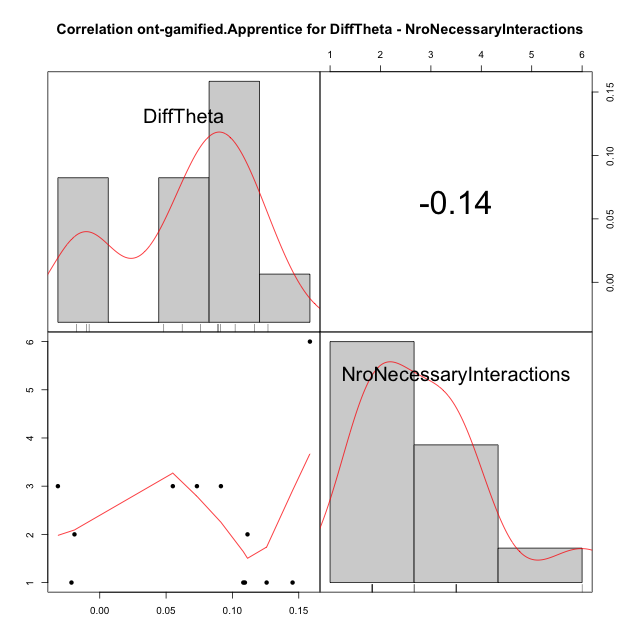 Correlation ont-gamified.Apprentice for DiffTheta - NroNecessaryInteractions
1 2 3 4 5 6
DiffTheta
-0.14
0.15
0.10
0.05
0.00
6
5
4
3
2
1
NroNecessaryInteractions
0.00 0.05 0.10 0.15